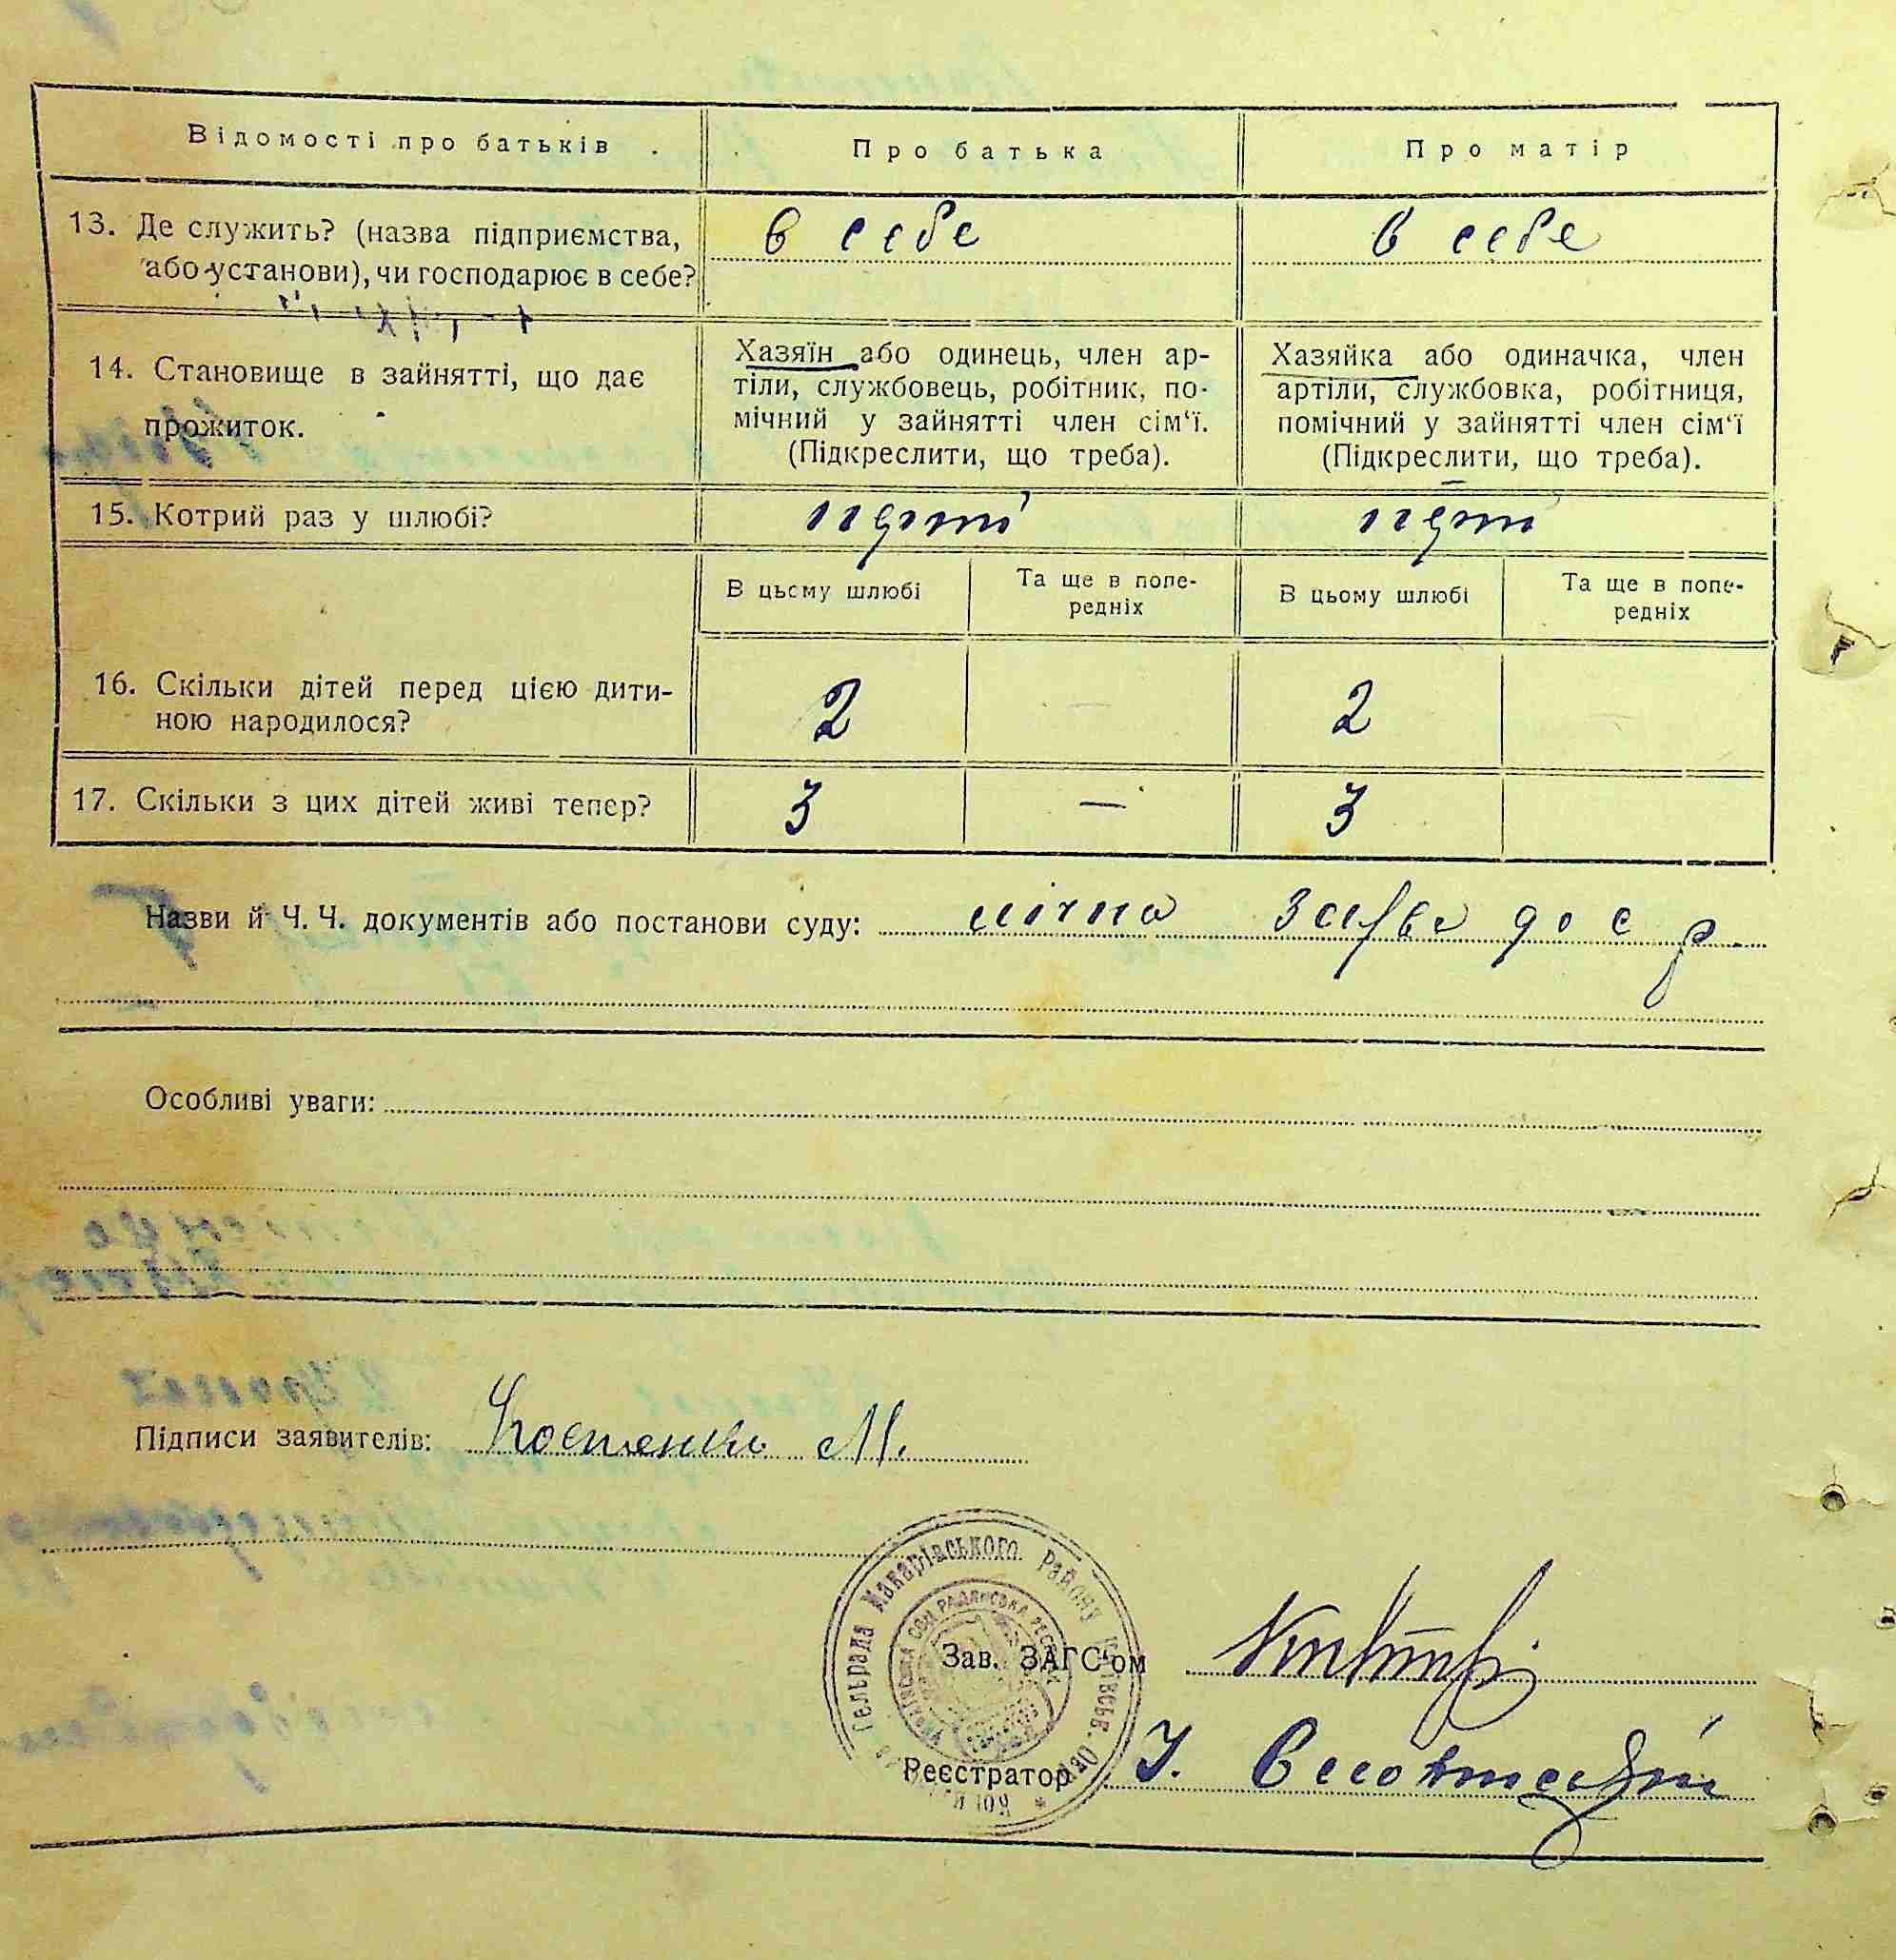 Відомості про батьків
Про батька
Про матір
13. Де служить? (назва підприємства,
або установи), чи господарює в себе?
в себе
в себе
14. Становище в зайнятті, що дає
прожиток.
Хазяїн або одинець, член ар-
тіли, службовець, робітник, по-
мічний у зайнятті член сім‘ї.
(Підкреслити, що треба).
Хазяйка або одиначка, член
артіли, службовка, робітниця,
помічний у зайнятті член сім‘ї
(Підкреслити, що треба).
15. Котрий раз у шлюбі?
В цьому шлюбі
Та ще в попе-
редніх
В цьому шлюбі
Та ще в попе-
редніх
16. Скільки дітей перед цією дити-
ною народилося?
2
2
17. Скільки з цих дітей живі тепер?
3
—
3
Назви й Ч. Ч. документів або постанови суду:
Особливі уваги:
Підписи заявителів: Костенко М.
Макарівського району
Зав. ЗАГС‘ом
Реєстратор